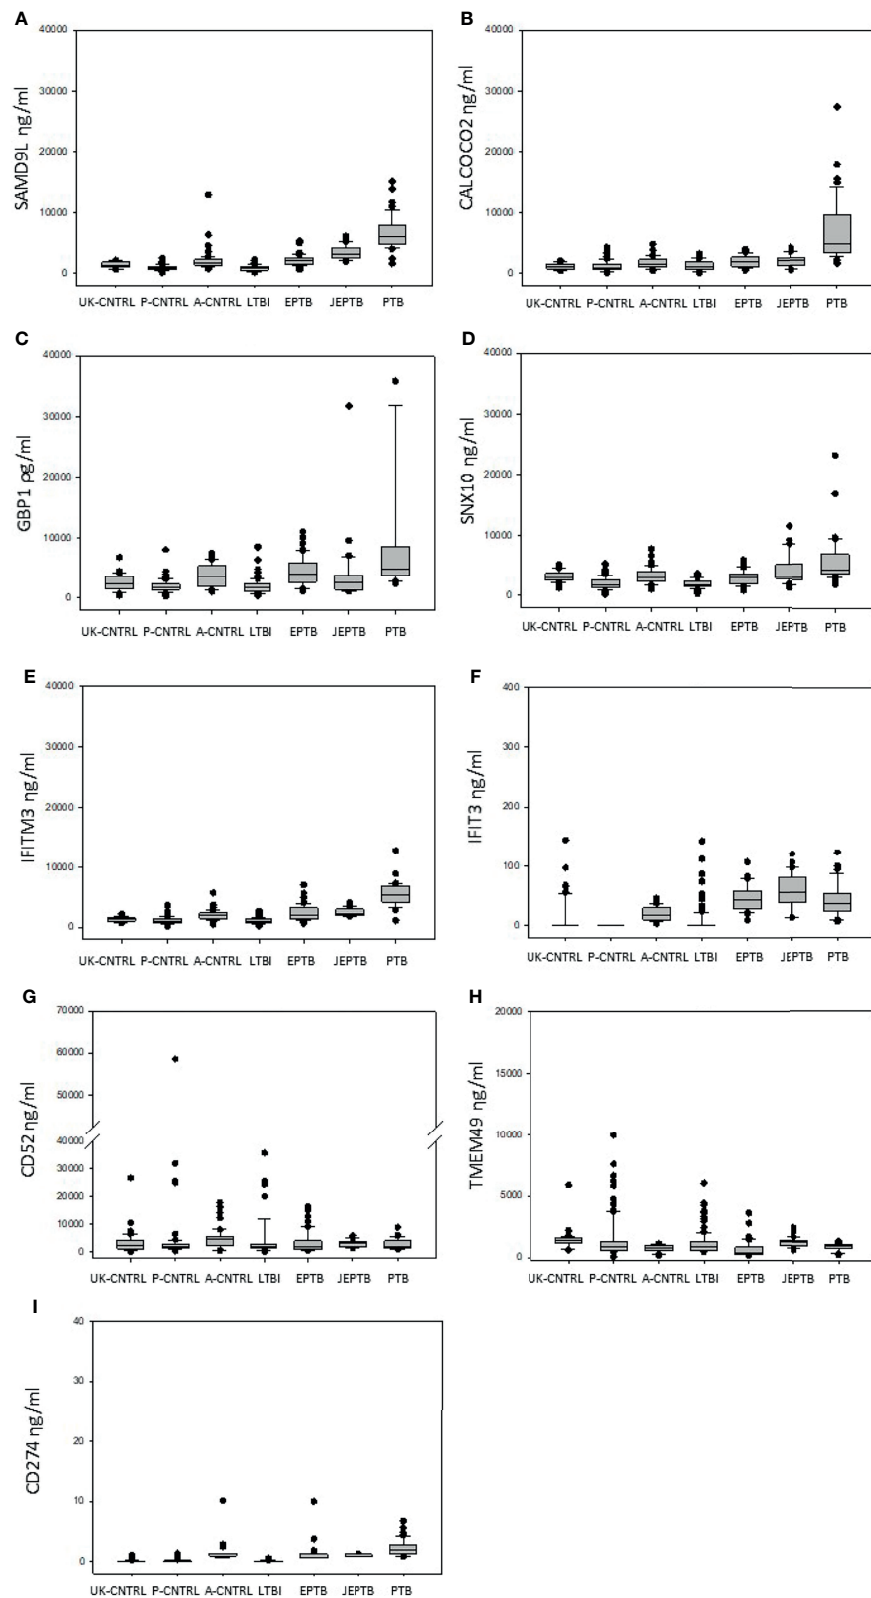 A
SAMD9L ηg/ml
40000
30000
20000
10000
0
UK-CNTRL P-CNTRL A-CNTRL LTBI EPTB JEPTB PTB
B
CALCOCO2 ηg/ml
40000
30000
20000
10000
0
UK-CNTRL P-CNTRL A-CNTRL LTBI EPTB JEPTB PTB
C
GBP1 ρg/ml
40000
30000
20000
10000
0
UK-CNTRL P-CNTRL A-CNTRL LTBI EPTB JEPTB PTB
D
SNX10 ηg/ml
40000
30000
20000
10000
0
UK-CNTRL P-CNTRL A-CNTRL LTBI EPTB JEPTB PTB
E
IFITM3 ηg/ml
40000
30000
20000
10000
0
UK-CNTRL P-CNTRL A-CNTRL LTBI EPTB JEPTB PTB
F
IFIT3 ηg/ml
400
300
200
100
0
UK-CNTRL P-CNTRL A-CNTRL LTBI EPTB JEPTB PTB
G
CD52 ηg/ml
70000
60000
50000
40000
30000
20000
10000
0
UK-CNTRL P-CNTRL A-CNTRL LTBI EPTB JEPTB PTB
H
TMEM49 ηg/ml
20000
15000
10000
5000
0
UK-CNTRL P-CNTRL A-CNTRL LTBI EPTB JEPTB PTB
I
CD274 ηg/ml
40
30
20
10
0
UK-CNTRL P-CNTRL A-CNTRL LTBI EPTB JEPTB PTB